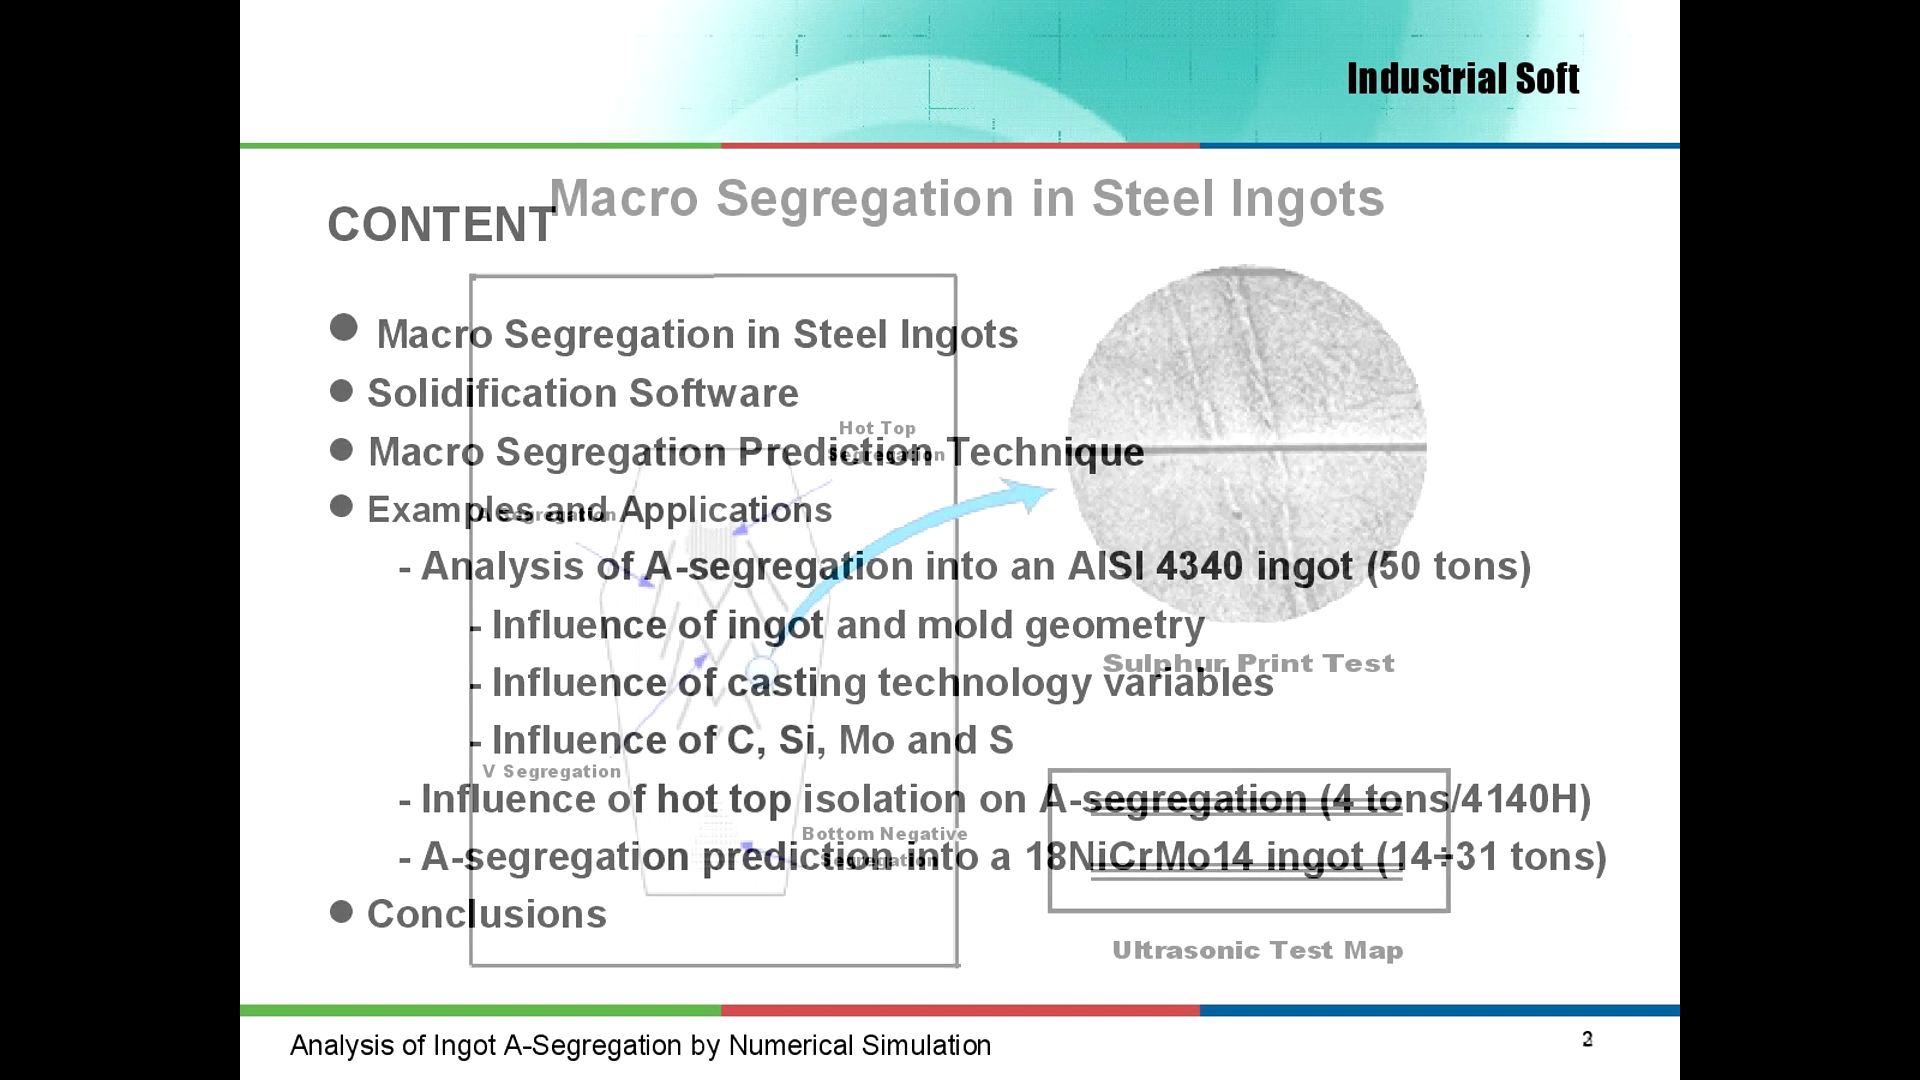 Industrial Soft
Macro Segregation in Steel Ingots
CONTENT
Macro Segregation in Steel Ingots
Solidification Software
Hot Top
Segregation
Macro Segregation Prediction Technique
Examples and Applications
A Segregation
- Analysis of A-segregation into an AISI 4340 ingot (50 tons)
- Influence of ingot and mold geometry
Sulphur Print Test
- Influence of casting technology variables
- Influence of C, Si, Mo and S
V Segregation
- Influence of hot top isolation on A-segregation (4 tons/4140H)
Bottom Negative
Segregation
- A-segregation prediction into a 18NiCrMo14 ingot (14÷31 tons)
Conclusions
Ultrasonic Test Map
Analysis of Ingot A-Segregation by Numerical Simulation